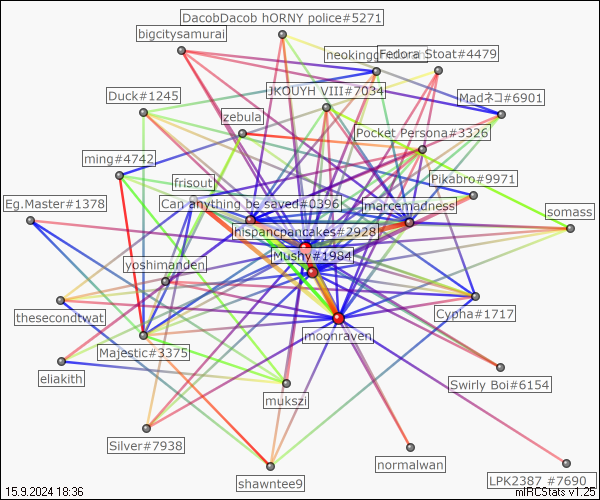 DacobDacob hORNY police#5271
bigcitysamurai
Fedora Stoat#4479
JKOUYH VIII#7034
Duck#1245
Madネコ#6901
zebula
Pocket Persona#3326
ming#4742
Pikabro#9971
frisout
Eg.Master#1378
Can anything be saved#0396
marcemadness
somass
hispancpandakes#2928
Mushy#1984
yoshimanden
thesecondtwat
Cypha#1717
moonraven
Majestic#3375
eliakith
Swirly Boi#6154
mukszi
Silver#7938
normalwan
shawntee9
LPK2387_#7690
15.9.2024 18:36
mIRCStats v1.25